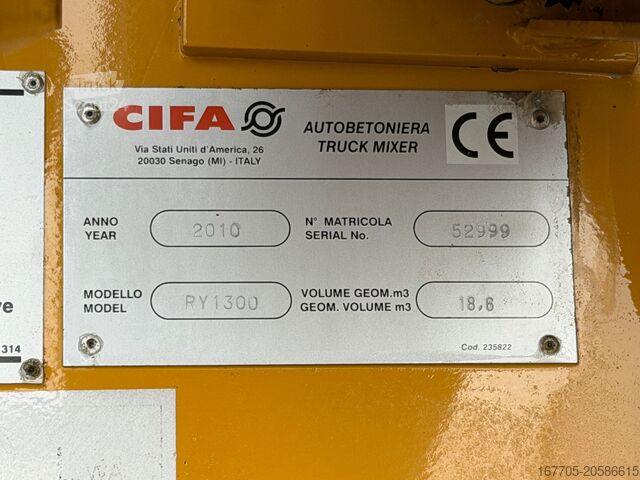 CIFA
Via Stati Uniti d'America, 26
20030 Senago (MI) - ITALY
AUTOBETONIERA
TRUCK MIXER
CE
ANNO
YEAR
2010
N° MATRICOLA
SERIAL No.
52999
MODELLO
MODEL
RY1300
VOLUME GEOM.m3
GEOM. VOLUME m3
18,6
Cod. 235822
ve
314
167705-20586615